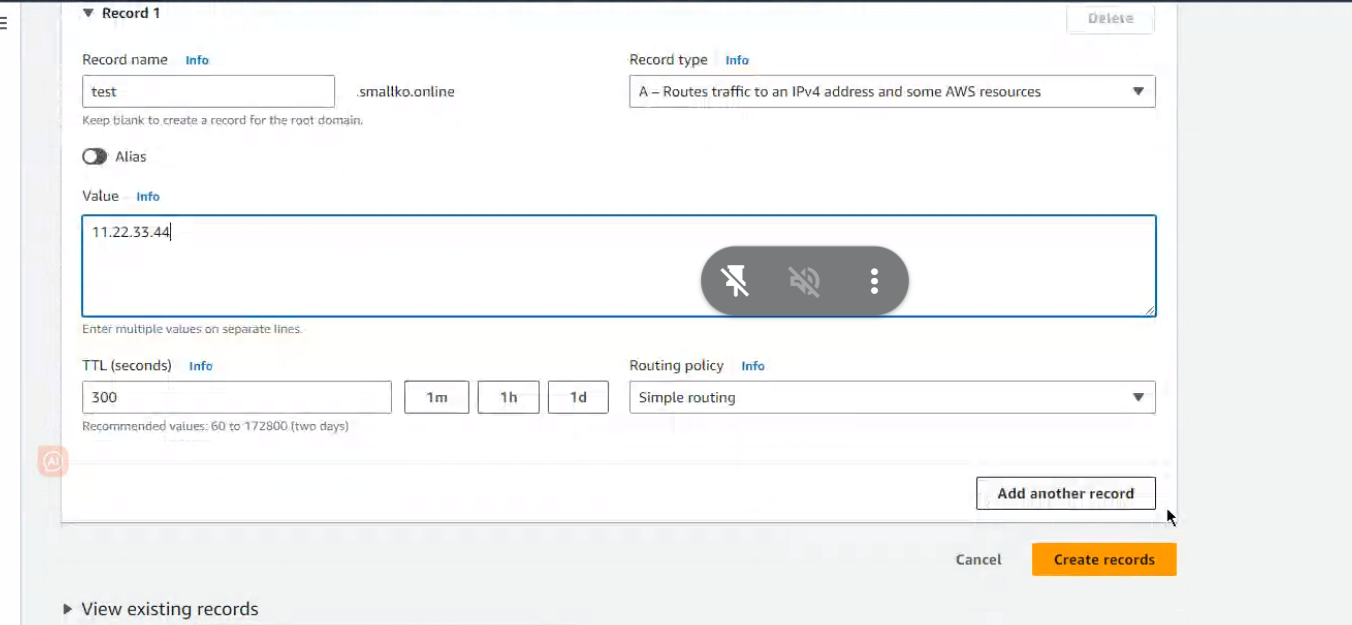 Record 1
Delete
Record name Info
Record type Info
test
.smallko.online
A – Routes traffic to an IPv4 address and some AWS resources
Keep blank to create a record for the root domain.
Alias
Value Info
11.22.33.44
Enter multiple values on separate lines.
TTL (seconds) Info
Routing policy Info
300
1m
1h
1d
Simple routing
Recommended values: 60 to 172800 (two days)
AI
Add another record
Cancel
Create records
View existing records